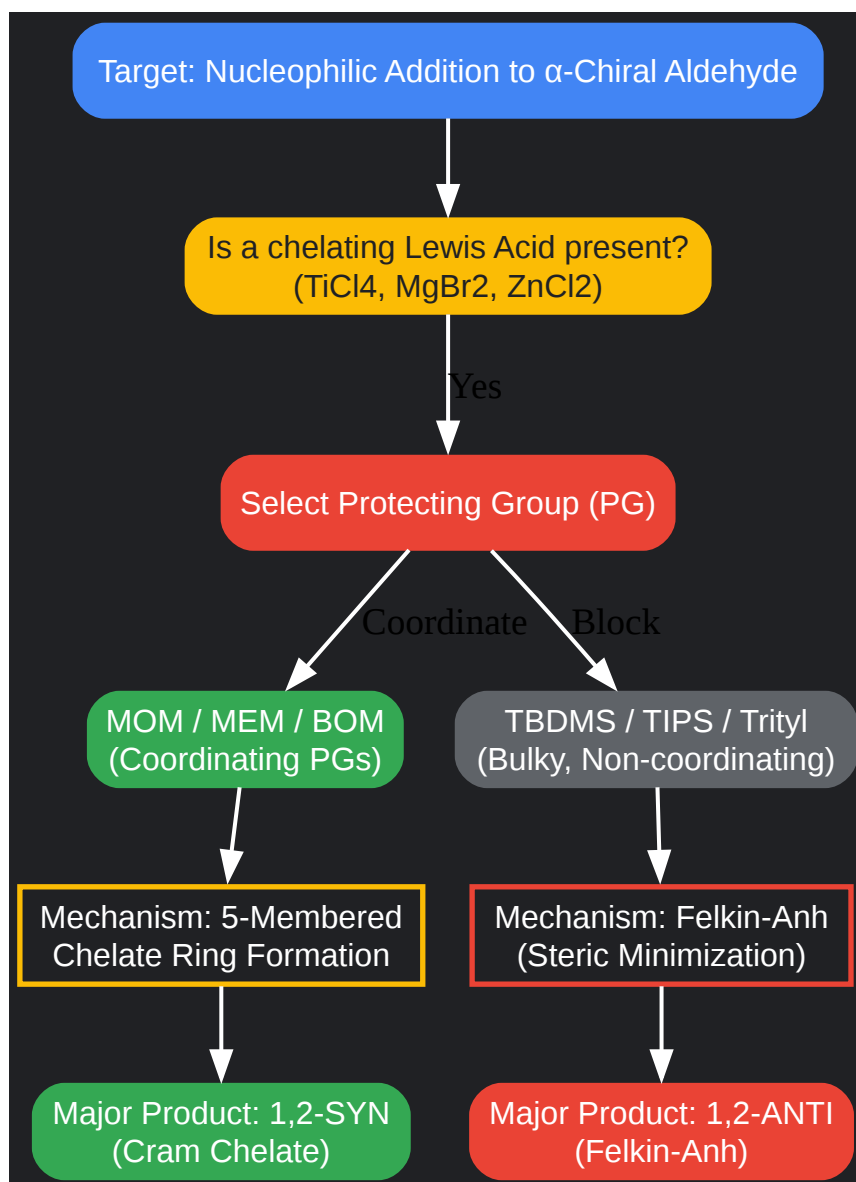 Target: Nucleophilic Addition to α-Chiral Aldehyde
Is a chelating Lewis Acid present?
(TiCl4, MgBr2, ZnCl2)
Yes
Select Protecting Group (PG)
Coordinate
Block
MOM / MEM / BOM
(Coordinating PGs)
TBDMS / TIPS / Trityl
(Bulky, Non-coordinating)
Mechanism: 5-Membered
Chelate Ring Formation
Mechanism: Felkin-Anh
(Steric Minimization)
Major Product: 1,2-SYN
(Cram Chelate)
Major Product: 1,2-ANTI
(Felkin-Anh)